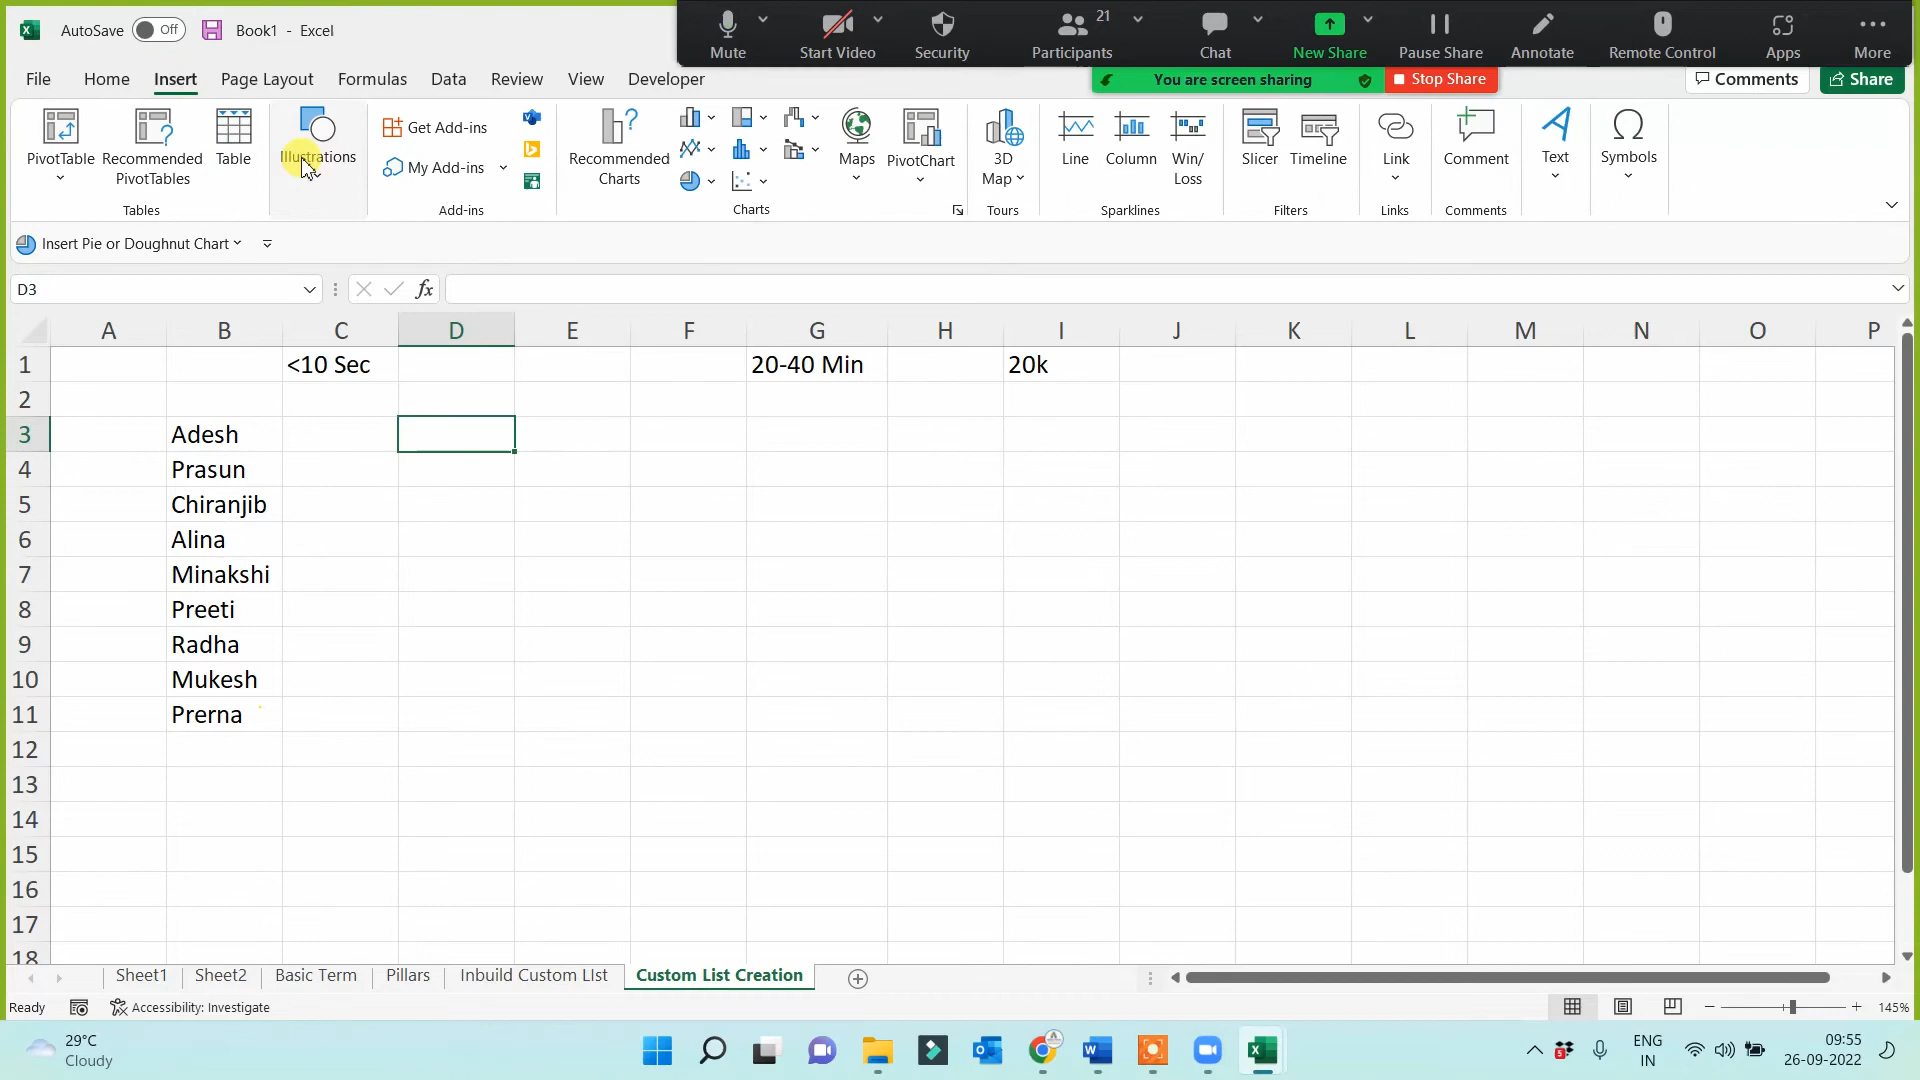 AutoSave Off Book1 - Excel
Mute Start Video Security 21 Participants Chat New Share Pause Share Annotate Remote Control Apps More
File Home Insert Page Layout Formulas Data Review View Developer You are screen sharing Stop Share Comments Share
PivotTable Recommended PivotTables Table
Tables
Illustrations
Get Add-ins
My Add-ins
Add-ins
Recommended Charts
Maps PivotChart
Charts
3D Map
Tours
Line Column Win/Loss
Sparklines
Slicer Timeline
Filters
Link
Links
Comment
Comments
Text
Symbols
Insert Pie or Doughnut Chart
D3 fx
A B C D E F G H I J K L M N O P
1 <10 Sec 20-40 Min 20k
2
3 Adesh
4 Prasun
5 Chiranjib
6 Alina
7 Minakshi
8 Preeti
9 Radha
10 Mukesh
11 Prerna
12
13
14
15
16
17
18
Sheet1 Sheet2 Basic Term Pillars Inbuild Custom LIst Custom List Creation
Ready Accessibility: Investigate 145%
29°C
Cloudy
ENG
IN
09:55
26-09-2022